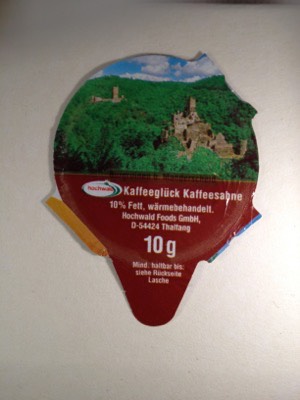 Hochwald
Kaffeeglück Kaffeesahne
10% Fett, wärmebehandelt.
Hochwald Foods GmbH,
D-54424 Thalfang
10 g
Mind. haltbar bis:
siehe Rückseite
Lasche